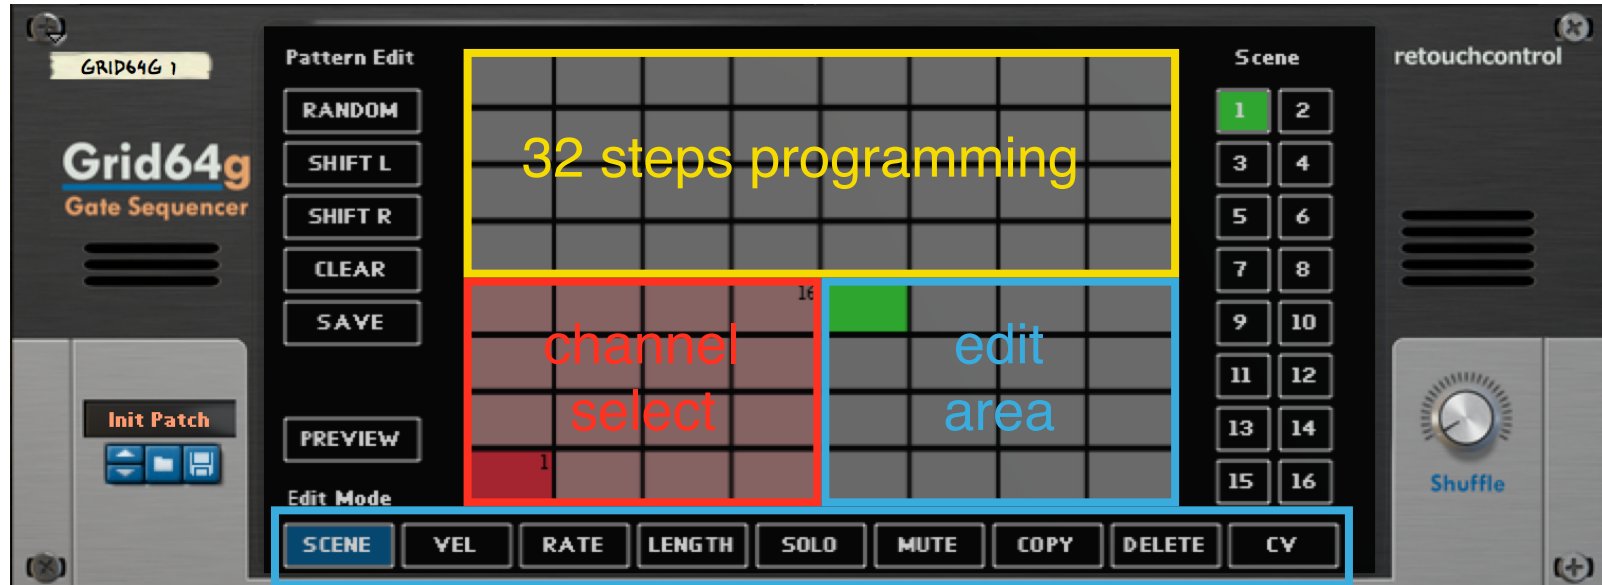 GRID64G 1
Grid64g
Gate Sequencer
Init Patch
Pattern Edit
RANDOM
SHIFT L
SHIFT R
CLEAR
SAVE
PREVIEW
Edit Mode
32 steps programming
16
channel
select
1
edit
area
SCENE VEL RATE LENGTH SOLO MUTE COPY DELETE CV
Scene
1 2
3 4
5 6
7 8
9 10
11 12
13 14
15 16
retouchcontrol
Shuffle